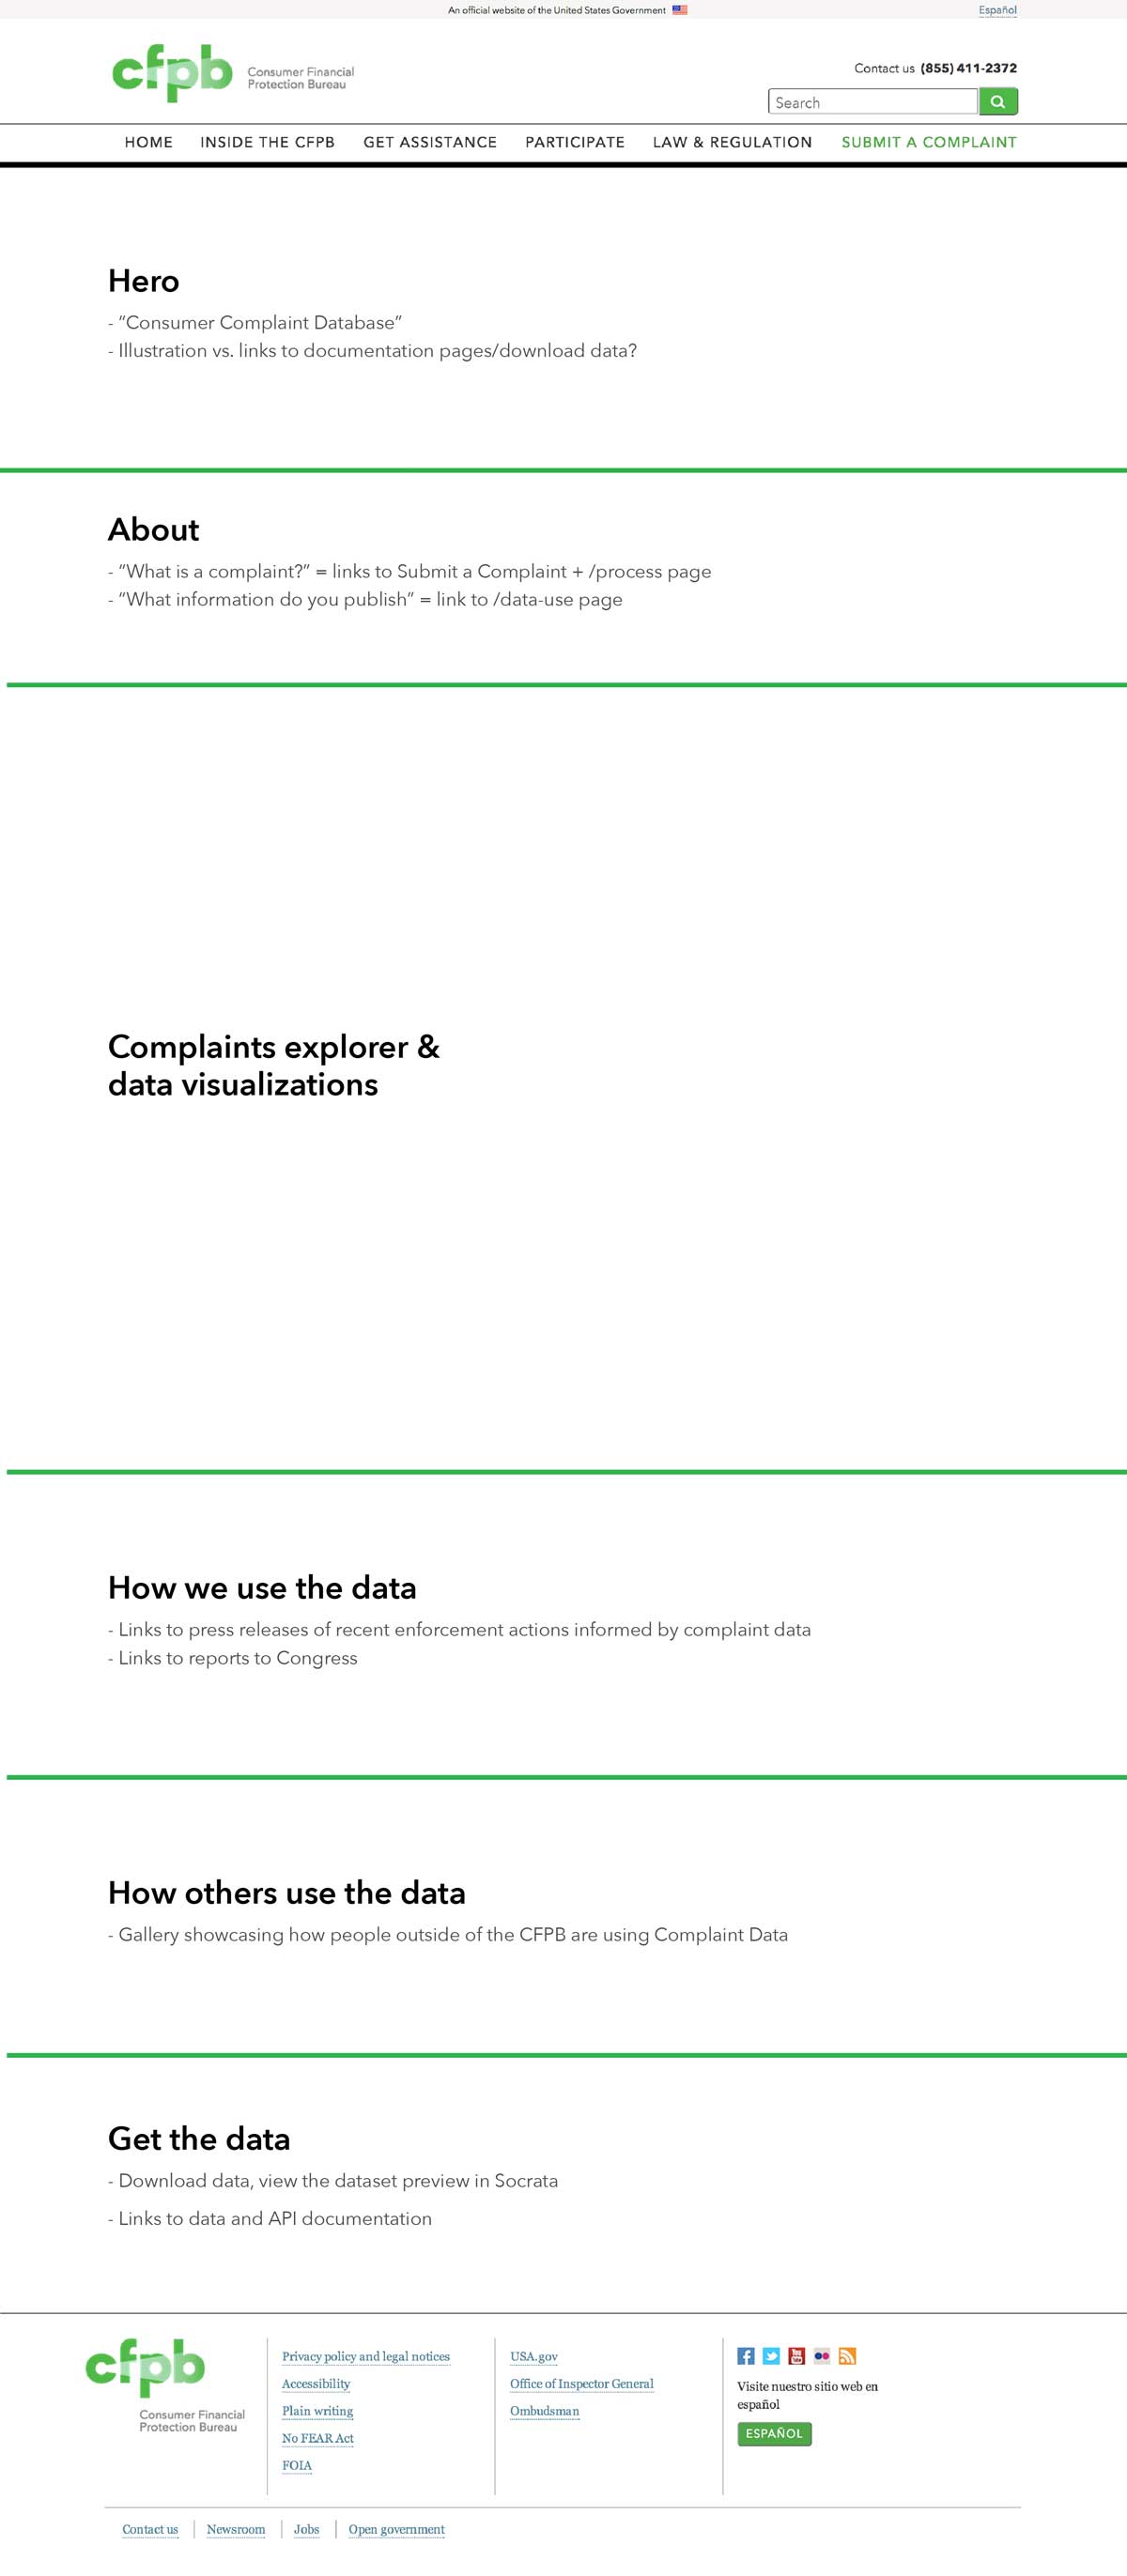 An official website of the United States Government
Español
cfpb Consumer Financial
Protection Bureau
Contact us (855) 411-2372
Search
HOME INSIDE THE CFPB GET ASSISTANCE PARTICIPATE LAW & REGULATION SUBMIT A COMPLAINT
Hero
- “Consumer Complaint Database”
- Illustration vs. links to documentation pages/download data?
About
- “What is a complaint?” = links to Submit a Complaint + /process page
- “What information do you publish” = link to /data-use page
Complaints explorer &
data visualizations
How we use the data
- Links to press releases of recent enforcement actions informed by complaint data
- Links to reports to Congress
How others use the data
- Gallery showcasing how people outside of the CFPB are using Complaint Data
Get the data
- Download data, view the dataset preview in Socrata
- Links to data and API documentation
cfpb
Consumer Financial
Protection Bureau
Privacy policy and legal notices
Accessibility
Plain writing
No FEAR Act
FOIA
USA.gov
Office of Inspector General
Ombudsman
Visite nuestro sitio web en
español
ESPAÑOL
Contact us Newsroom Jobs Open government